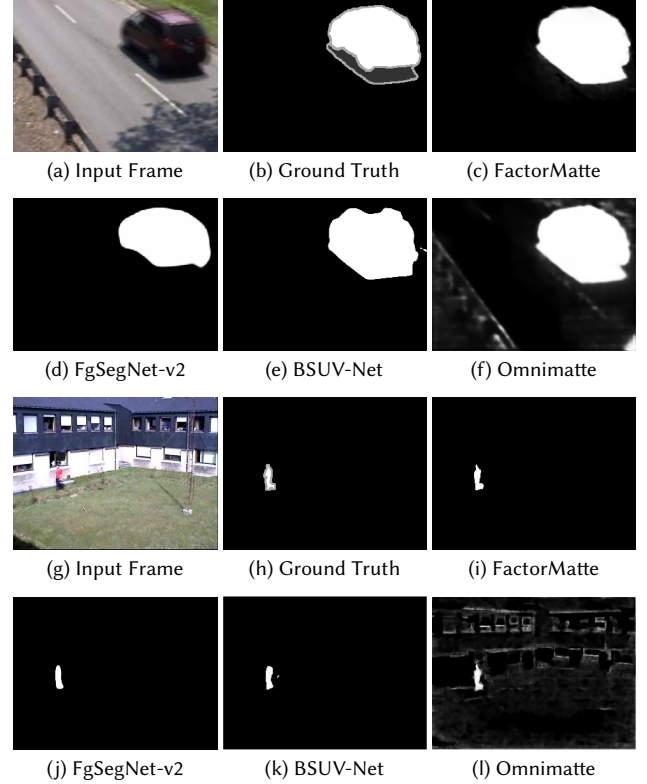 (a) Input Frame (b) Ground Truth (c) FactorMatte
(d) FgSegNet-v2 (e) BSUV-Net (f) Omnimatte
(g) Input Frame (h) Ground Truth (i) FactorMatte
(j) FgSegNet-v2 (k) BSUV-Net (l) Omnimatte